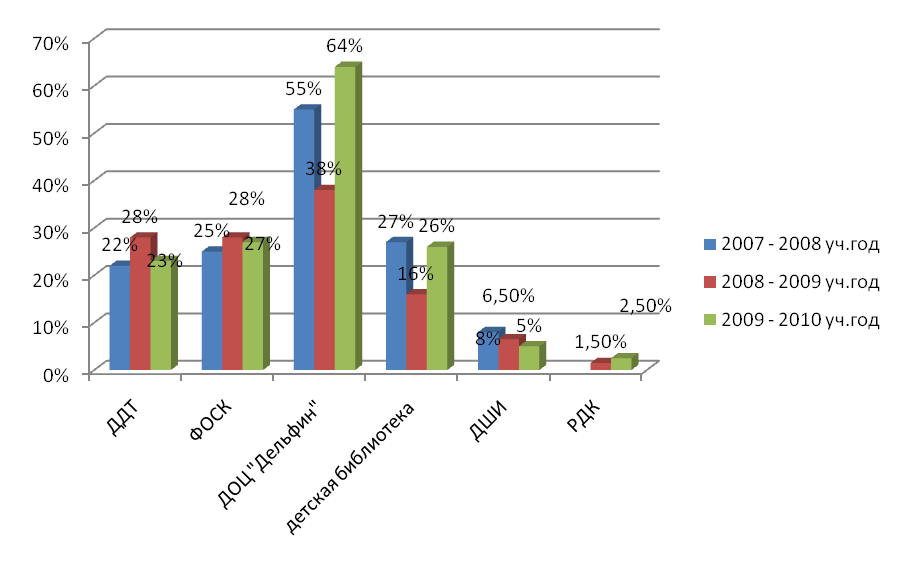 70%
60%
50%
40%
30%
20%
10%
0%
22%
28%
23%
25%
28%
27%
55%
38%
64%
27%
16%
26%
8%
6,50%
5%
1,50%
2,50%
ДДТ
ФОСК
ДОЦ "Дельфин"
детская библиотека
ДШИ
РДК
2007 - 2008 уч.год
2008 - 2009 уч.год
2009 - 2010 уч.год